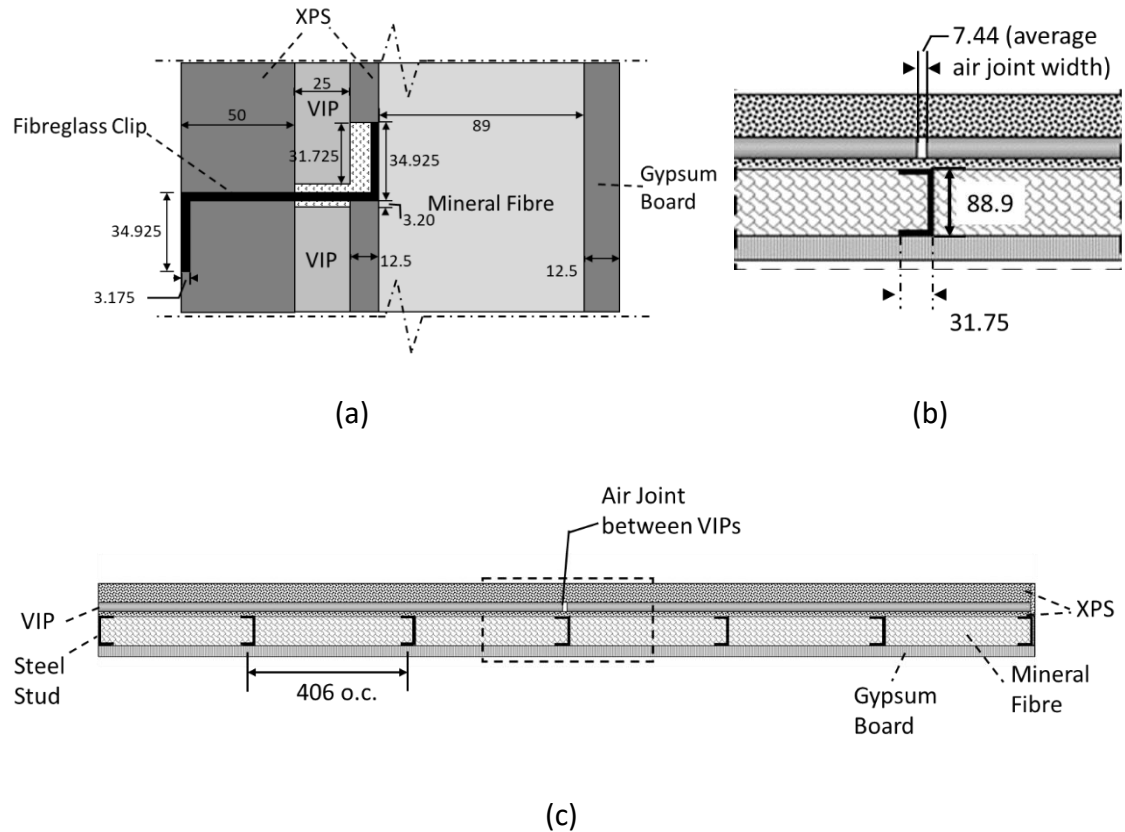 XPS
25
VIP
50
89
Fibreglass Clip
31.725
34.925
Mineral Fibre
Gypsum
Board
34.925
3.20
VIP
12.5
12.5
3.175
(a)
7.44 (average
air joint width)
88.9
31.75
(b)
Air Joint
between VIPs
VIP
XPS
Steel
Stud
406 o.c.
Gypsum
Board
Mineral
Fibre
(c)